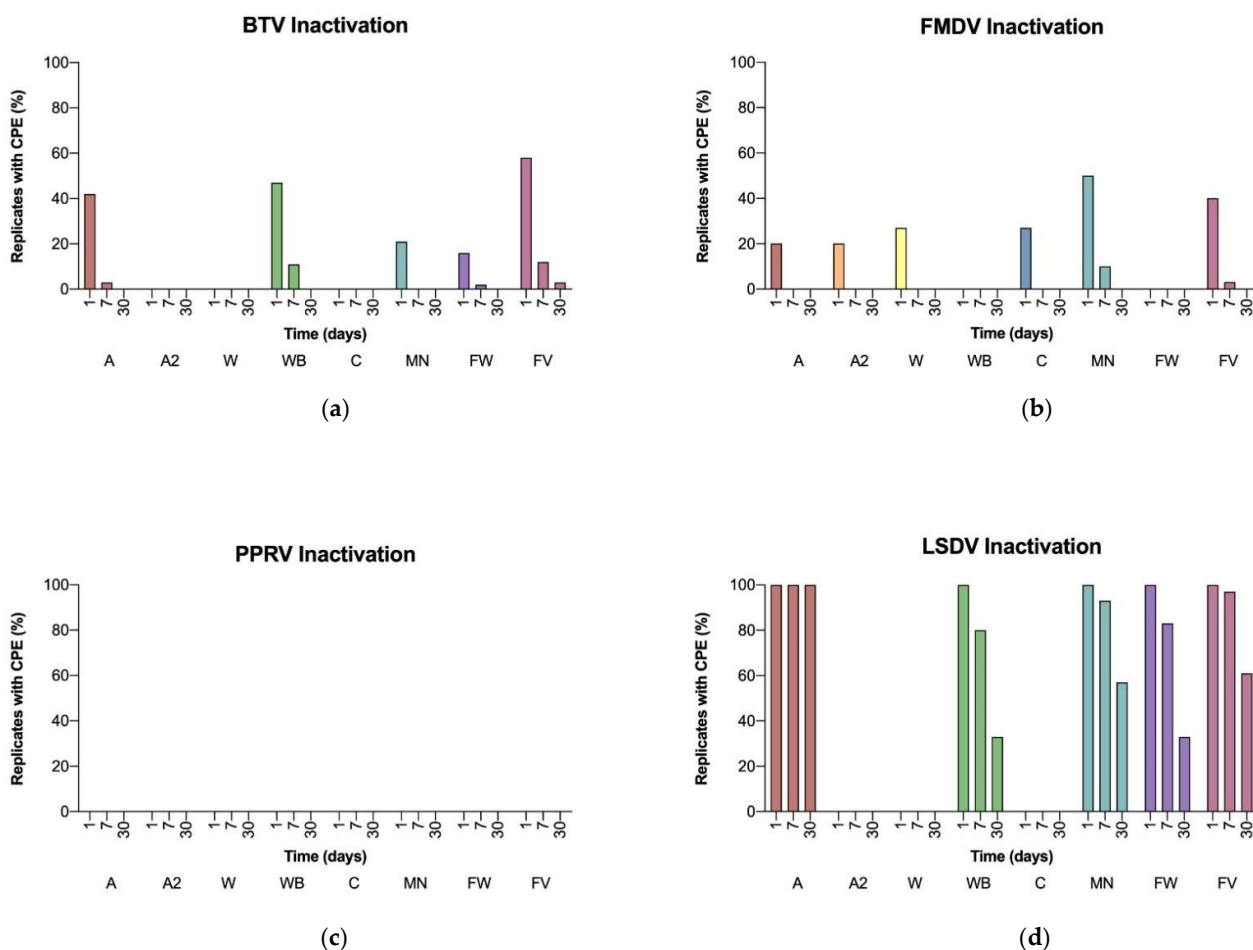 BTV Inactivation
Replicates with CPE (%)
100
80
60
40
20
0
1 7 30 1 7 30 1 7 30 1 7 30 1 7 30 1 7 30 1 7 30 1 7 30
Time (days)
A A2 W WB C MN FW FV
(a)
FMDV Inactivation
Replicates with CPE (%)
100
80
60
40
20
0
1 7 30 1 7 30 1 7 30 1 7 30 1 7 30 1 7 30 1 7 30 1 7 30
Time (days)
A A2 W WB C MN FW FV
(b)
PPRV Inactivation
Replicates with CPE (%)
100
80
60
40
20
0
1 7 30 1 7 30 1 7 30 1 7 30 1 7 30 1 7 30 1 7 30 1 7 30
Time (days)
A A2 W WB C MN FW FV
(c)
LSDV Inactivation
Replicates with CPE (%)
100
80
60
40
20
0
1 7 30 1 7 30 1 7 30 1 7 30 1 7 30 1 7 30 1 7 30 1 7 30
Time (days)
A A2 W WB C MN FW FV
(d)